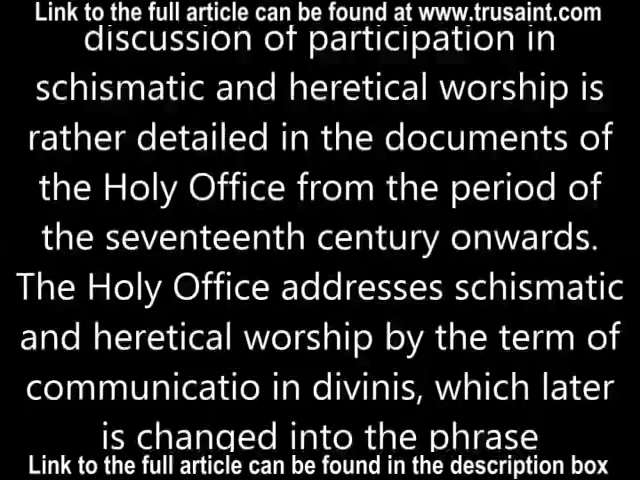 Link to the full article can be found at www.trusaint.com
discussion of participation in
schismatic and heretical worship is
rather detailed in the documents of
the Holy Office from the period of
the seventeenth century onwards.
The Holy Office addresses schismatic
and heretical worship by the term of
communicatio in divinis, which later
is changed into the phrase
Link to the full article can be found in the description box